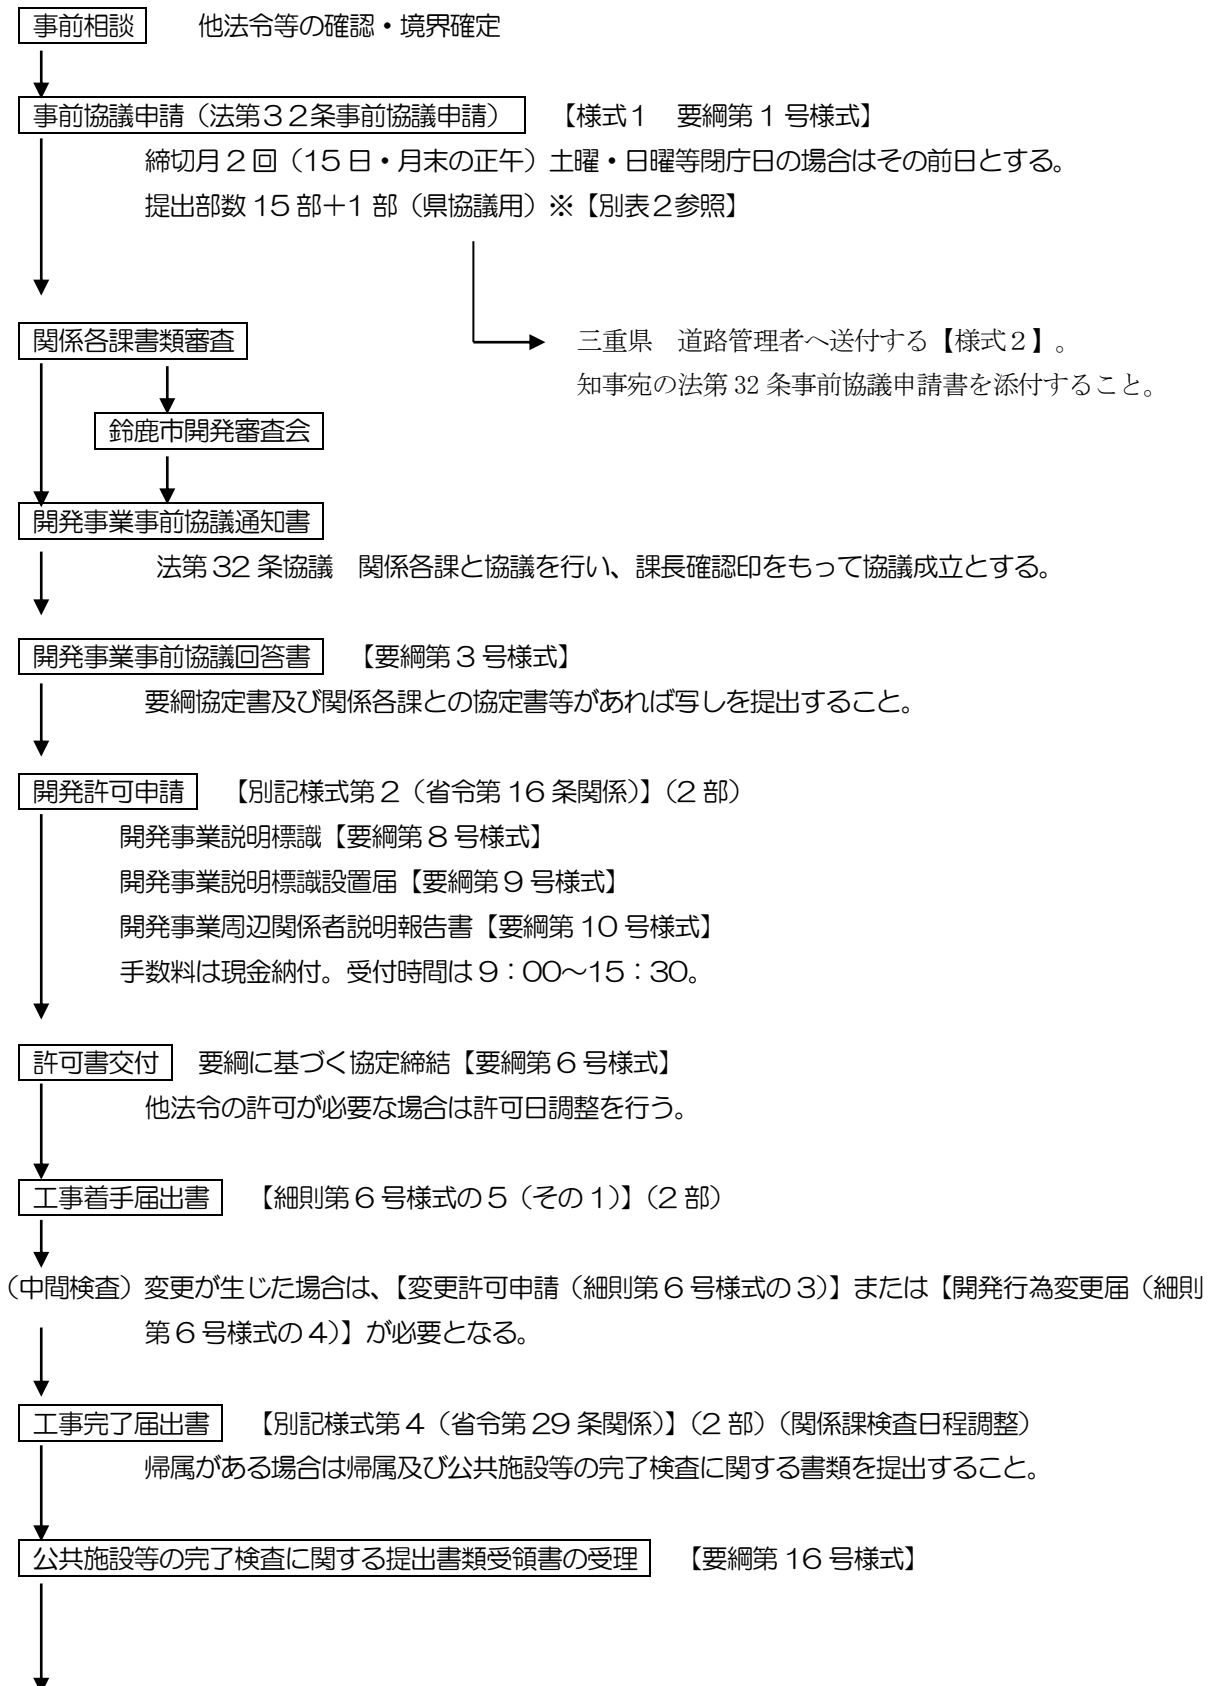 事前相談　他法令等の確認・境界確定
事前協議申請（法第３２条事前協議申請）　【様式１　要綱第１号様式】
締切月２回（15日・月末の正午）土曜・日曜等閉庁日の場合はその前日とする。
提出部数15部＋1部（県協議用）※【別表２参照】
関係各課書類審査　三重県　道路管理者へ送付する【様式２】。
知事宛の法第32条事前協議申請書を添付すること。
鈴鹿市開発審査会
開発事業事前協議通知書
法第32条協議　関係各課と協議を行い、課長確認印をもって協議成立とする。
開発事業事前協議回答書　【要綱第３号様式】
要綱協定書及び関係各課との協定書等があれば写しを提出すること。
開発許可申請　【別記様式第２（省令第16条関係）】（2部）
開発事業説明標識【要綱第８号様式】
開発事業説明標識設置届【要綱第９号様式】
開発事業周辺関係者説明報告書【要綱第10号様式】
手数料は現金納付。受付時間は９：００～１５：３０。
許可書交付　要綱に基づく協定締結【要綱第６号様式】
他法令の許可が必要な場合は許可日調整を行う。
工事着手届出書　【細則第６号様式の５（その１）】（2部）
（中間検査）変更が生じた場合は、【変更許可申請（細則第６号様式の３）】または【開発行為変更届（細則
第６号様式の４）】が必要となる。
工事完了届出書　【別記様式第４（省令第29条関係）】（2部）（関係課検査日程調整）
帰属がある場合は帰属及び公共施設等の完了検査に関する書類を提出すること。
公共施設等の完了検査に関する提出書類受領書の受理　【要綱第16号様式】